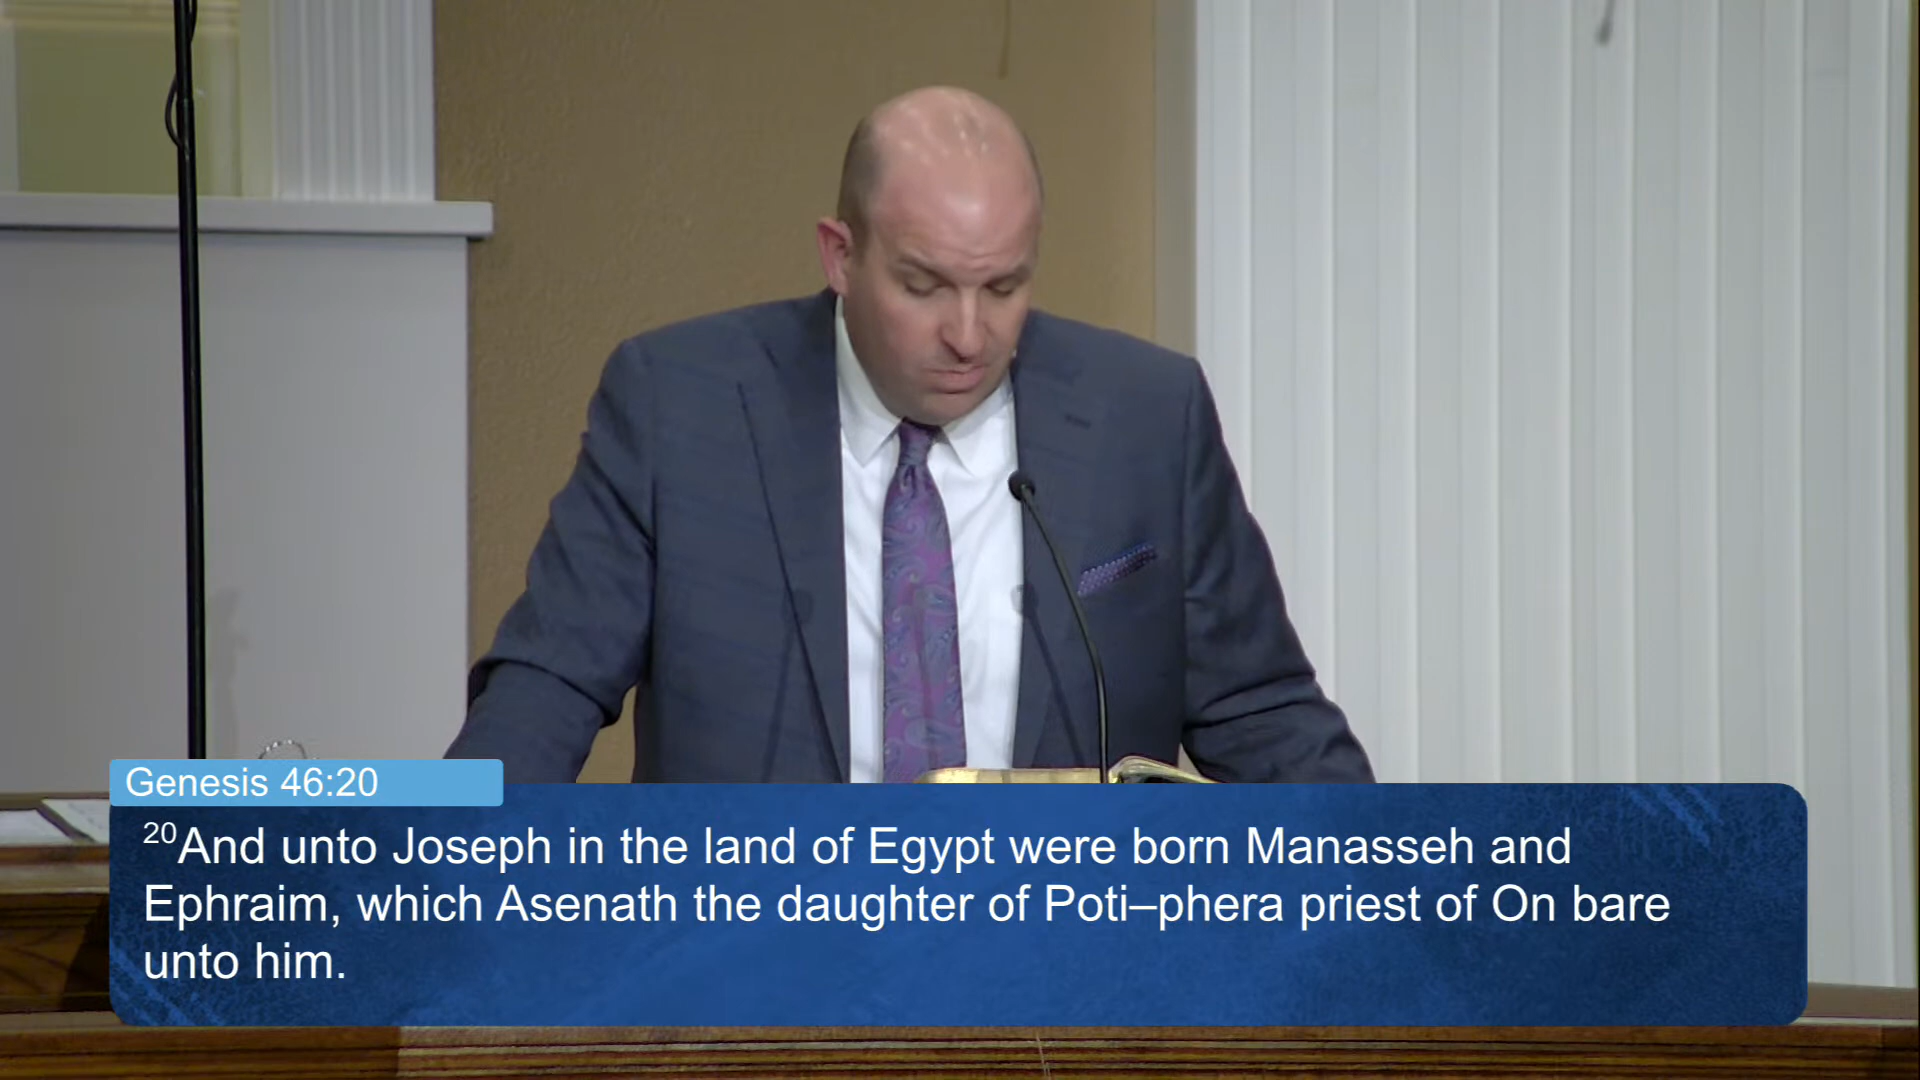 Genesis 46:20
20And unto Joseph in the land of Egypt were born Manasseh and
Ephraim, which Asenath the daughter of Poti–phera priest of On bare
unto him.